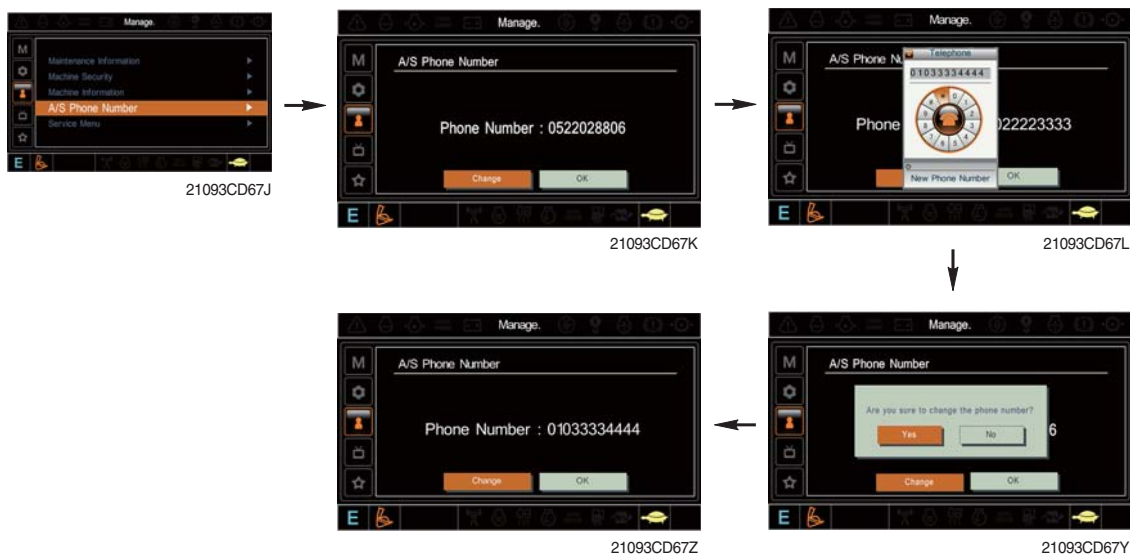 Manage.
M
Maintenance Information
Machine Security
Machine Information
A/S Phone Number
Service Menu
E
21093CD67J
Manage.
M
A/S Phone Number
Phone Number : 0522028806
Change OK
E
21093CD67K
Manage.
M
A/S Phone Nu
Telephone
01033334444
Phone 022223333
New Phone Number
OK
E
21093CD67L
Manage.
M
A/S Phone Number
Phone Number : 01033334444
Change OK
E
21093CD67Z
Manage.
M
A/S Phone Number
Are you sure to change the phone number?
Yes No
6
Change OK
E
21093CD67Y